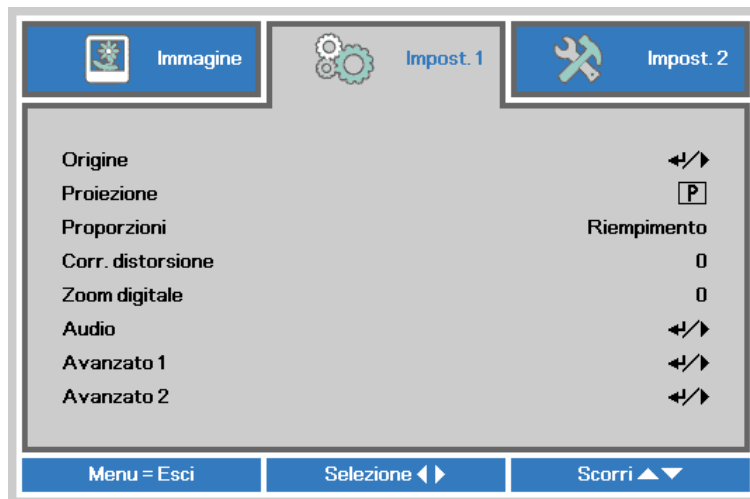 Immagine
Impost. 1
Impost. 2
Origine
Proiezione P
Proporzioni Riempimento
Corr. distorsione 0
Zoom digitale 0
Audio
Avanzato 1
Avanzato 2
Menu = Esci
Selezione
Scorri